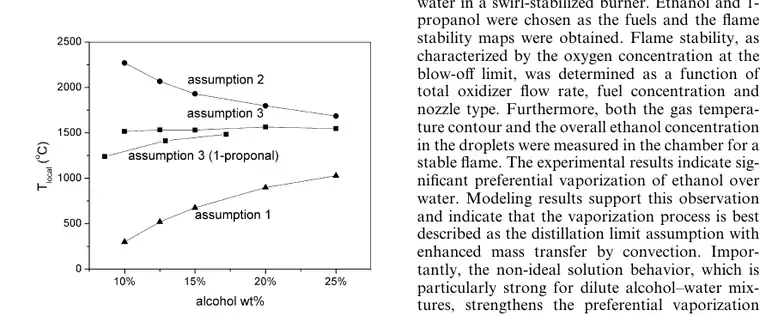 2500
2000
1500
1000
500
0
T local (°C)
assumption 2
assumption 3
assumption 3 (1-proponal)
assumption 1
10%
15%
20%
25%
alcohol wt%
water in a swirl-stabilized burner. Ethanol and 1-
propanol were chosen as the fuels and the flame
stability maps were obtained. Flame stability, as
characterized by the oxygen concentration at the
blow-off limit, was determined as a function of
total oxidizer flow rate, fuel concentration and
nozzle type. Furthermore, both the gas tempera-
ture contour and the overall ethanol concentration
in the droplets were measured in the chamber for a
stable flame. The experimental results indicate sig-
nificant preferential vaporization of ethanol over
water. Modeling results support this observation
and indicate that the vaporization process is best
described as the distillation limit assumption with
enhanced mass transfer by convection. Impor-
tantly, the non-ideal solution behavior, which is
particularly strong for dilute alcohol–water mix-
tures, strengthens the preferential vaporization